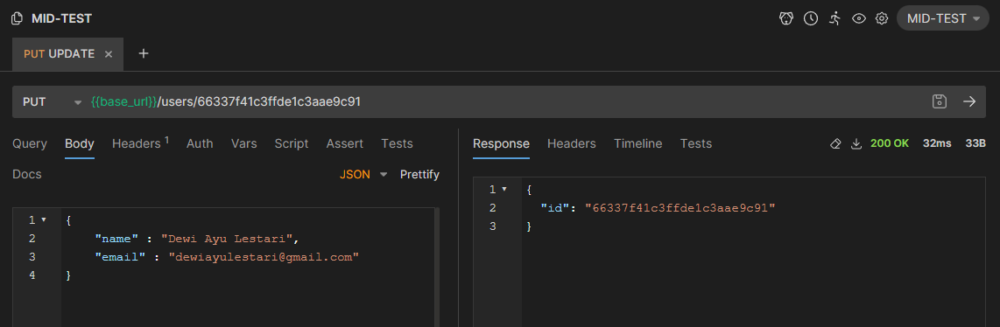 MID-TEST
MID-TEST
PUT UPDATE × +
PUT {{base_url}}/users/66337f41c3ffde1c3aae9c91
Query Body Headers 1 Auth Vars Script Assert Tests
Docs JSON Prettify
1 {
2 "name" : "Dewi Ayu Lestari",
3 "email" : "dewiayulestari@gmail.com"
4 }
Response Headers Timeline Tests 200 OK 32ms 33B
1 {
2 "id": "66337f41c3ffde1c3aae9c91"
3 }